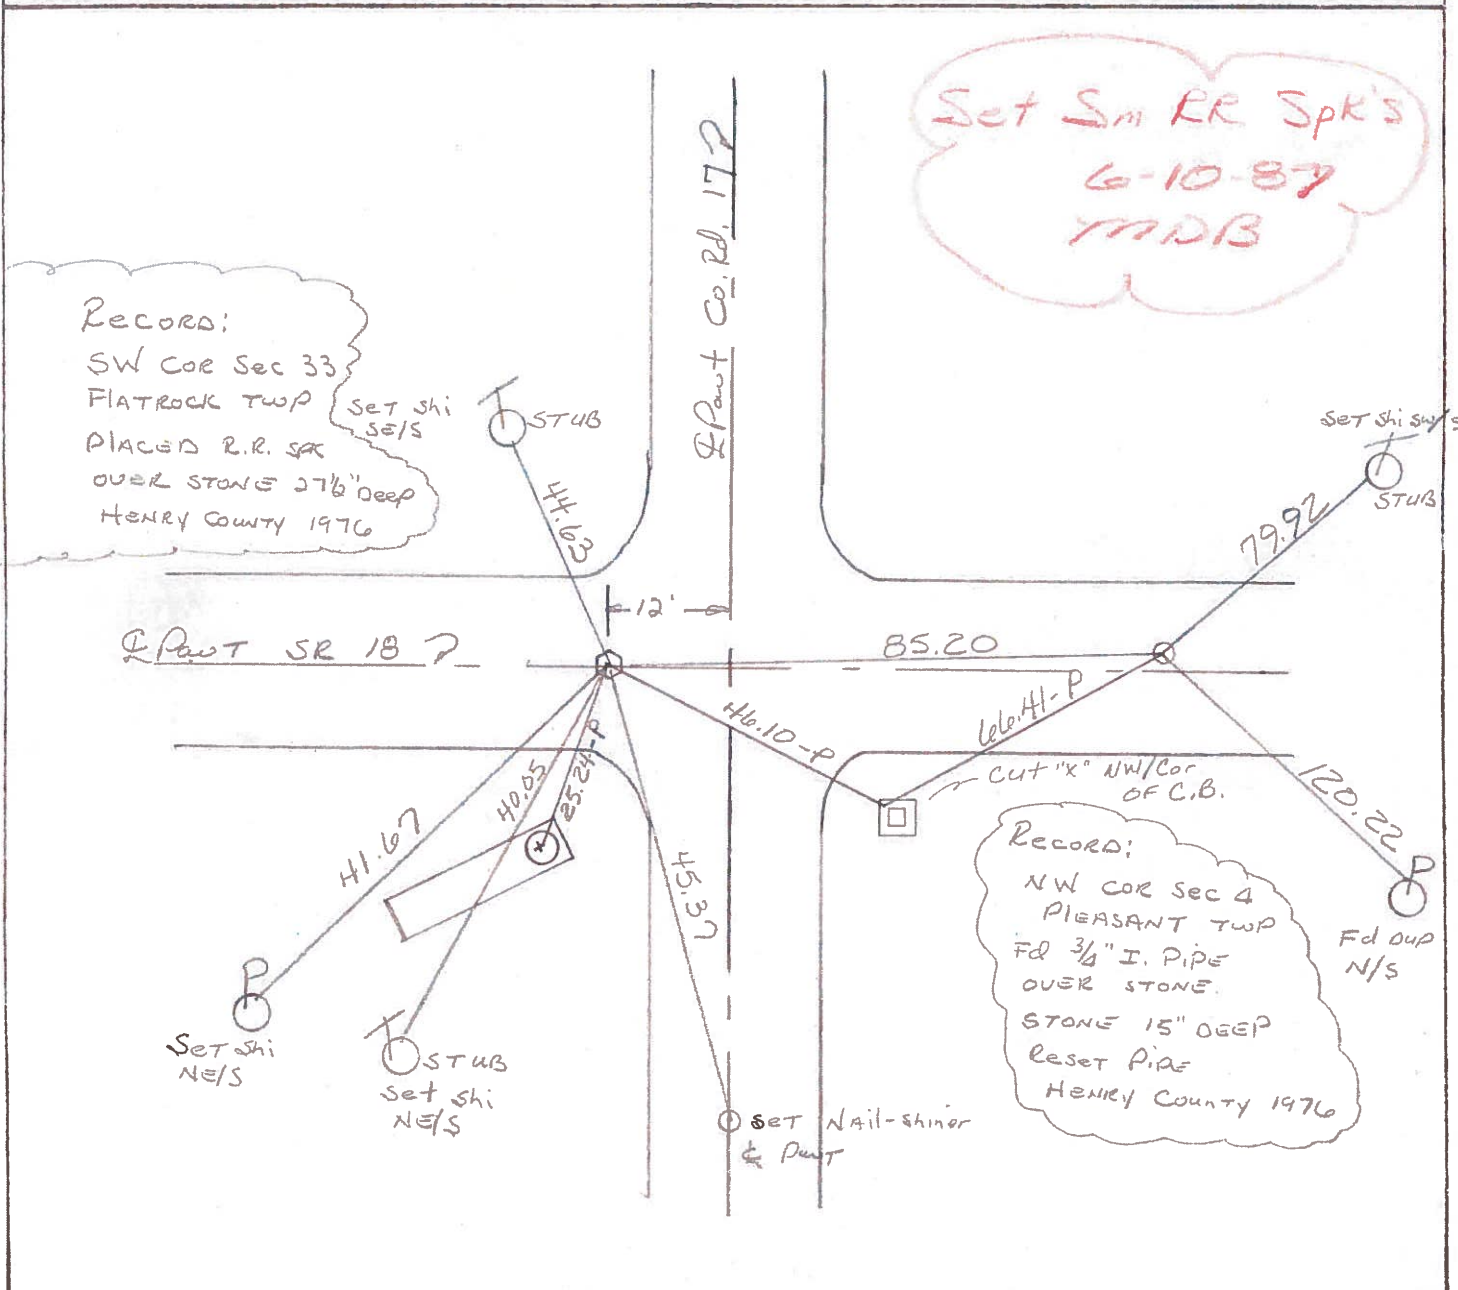 Set Sm RR Spk's
6-10-87
MDB
℄ Pavt Co. Rd. 17
Record:
SW Cor Sec 33
Flatrock Twp
Placed R.R. Spk
over stone 27½" Deep
Henry County 1976
Set Shi
SE/S
STUB
44.63
Set Shi SW/S
STUB
79.92
12'
℄ Pavt SR 18
85.20
46.10-P
66.41-P
Cut "x" NW/Cor
OF C.B.
120.22
P
Fd Dup
N/S
41.67
40.05
25.24-P
45.37
Record:
NW Cor Sec 4
Pleasant Twp
Fd 3/4" I. Pipe
over stone.
Stone 15" Deep
Reset Pipe
Henry County 1976
P
Set Shi
NE/S
STUB
Set Shi
NE/S
Set Nail-Shiner
℄ Pavt